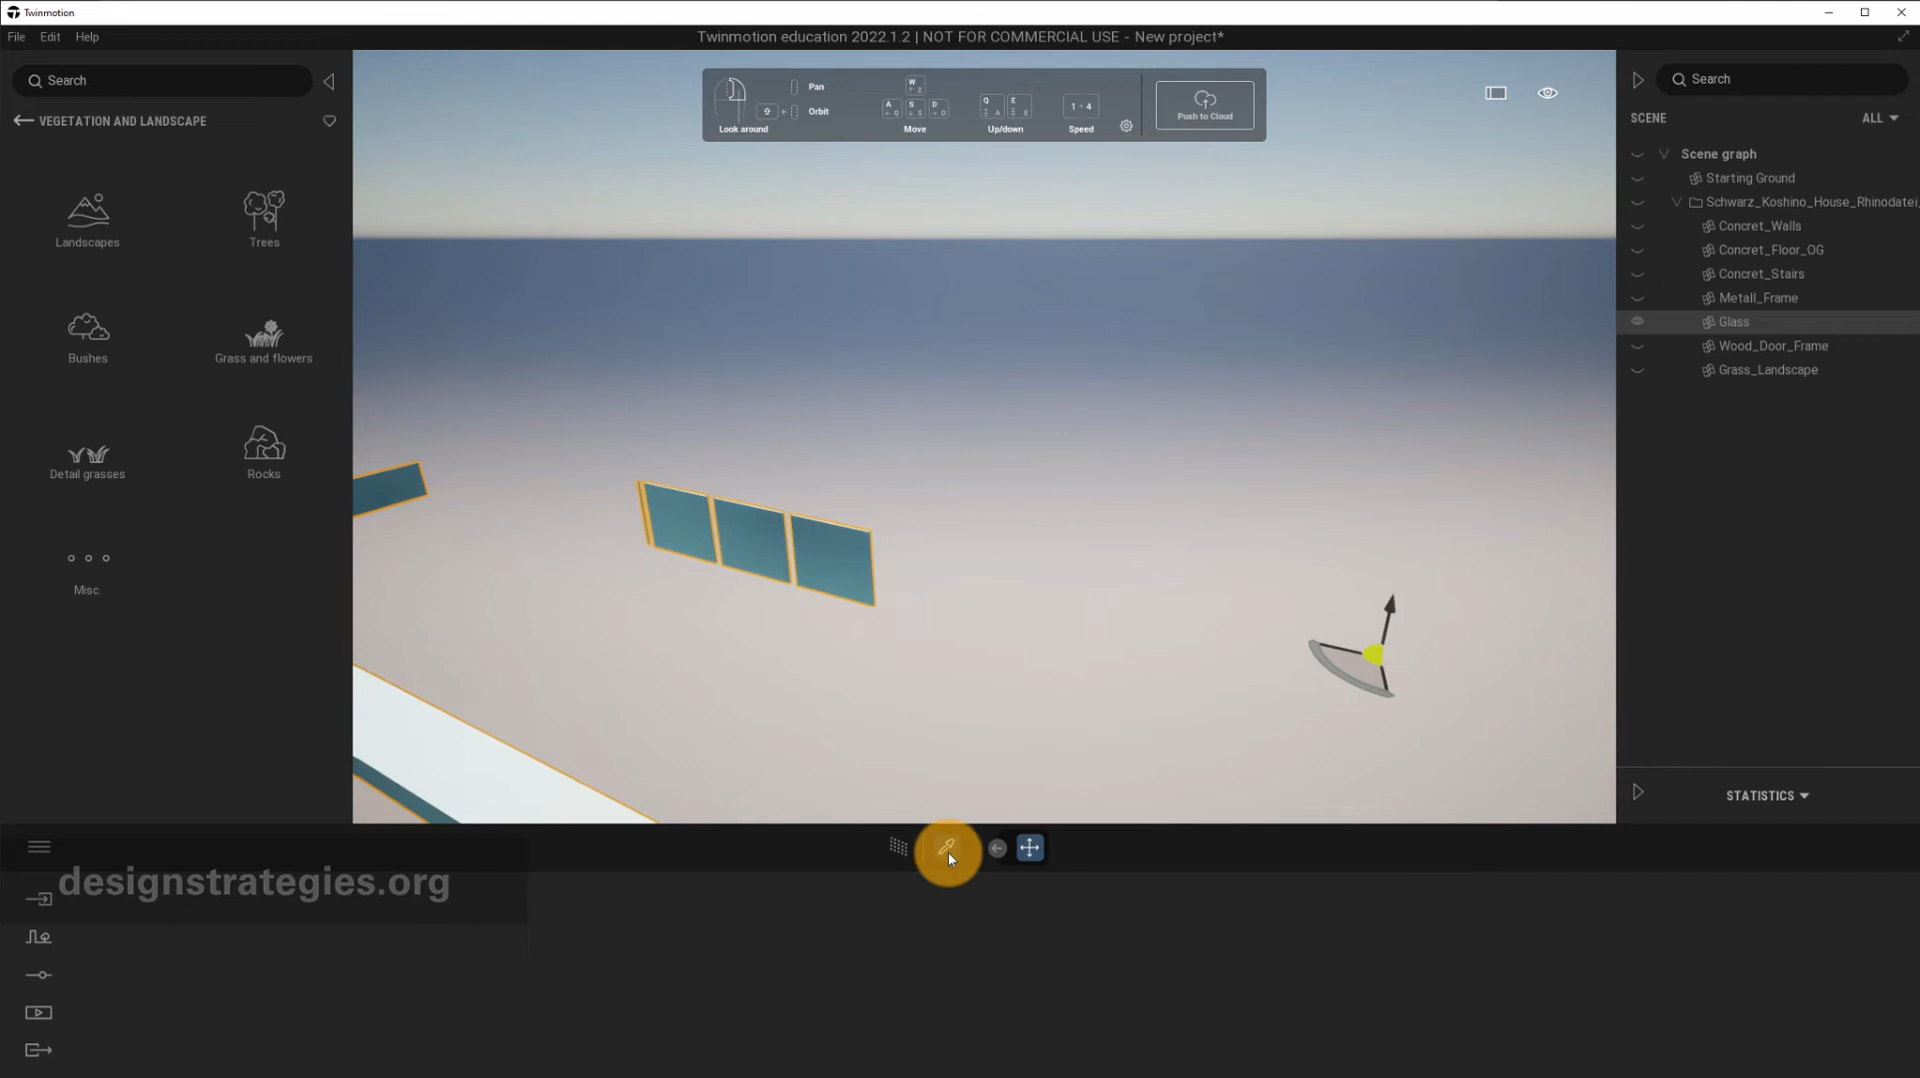 Twinmotion
File Edit Help
Twinmotion education 2022.1.2 | NOT FOR COMMERCIAL USE - New project*
Search
VEGETATION AND LANDSCAPE
Landscapes
Trees
Bushes
Grass and flowers
Detail grasses
Rocks
Misc.
Pan
Orbit
Look around
W
Z
A S D
Q S D
Move
Q E
A E
Up/down
1 - 4
Speed
Push to Cloud
Search
SCENE
ALL
Scene graph
Starting Ground
Schwarz_Koshino_House_Rhinodatei_
Concret_Walls
Concret_Floor_OG
Concret_Stairs
Metall_Frame
Glass
Wood_Door_Frame
Grass_Landscape
STATISTICS
designstrategies.org